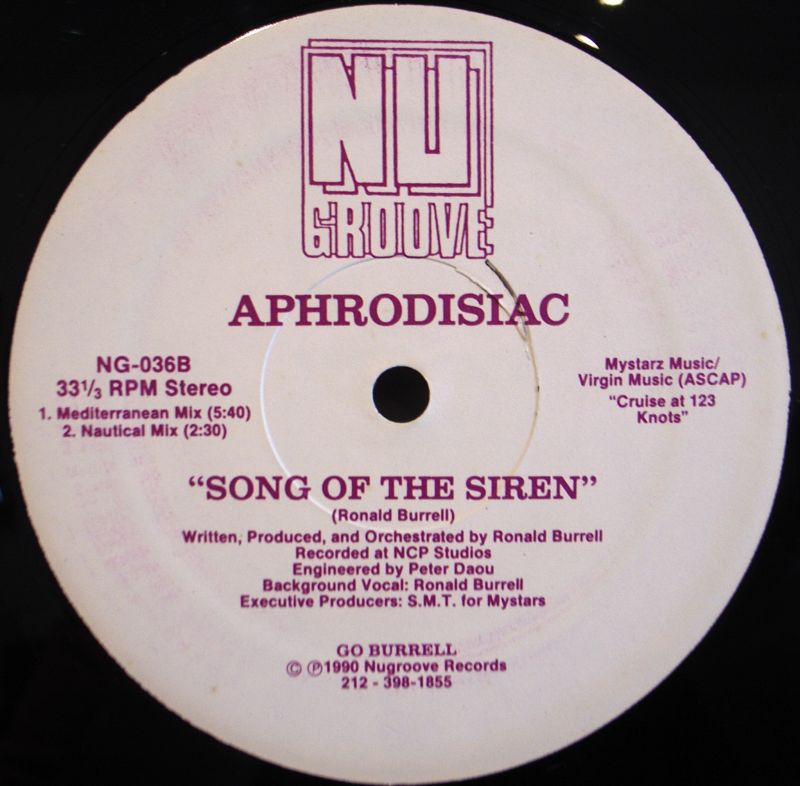 NU
GROOVE
APHRODISIAC
NG-036B
33⅓ RPM Stereo
1. Mediterranean Mix (5:40)
2. Nautical Mix (2:30)
Mystarz Music/
Virgin Music (ASCAP)
"Cruise at 123
Knots"
"SONG OF THE SIREN"
(Ronald Burrell)
Written, Produced, and Orchestrated by Ronald Burrell
Recorded at NCP Studios
Engineered by Peter Daou
Background Vocal: Ronald Burrell
Executive Producers: S.M.T. for Mystars
GO BURRELL
© ℗1990 Nugroove Records
212 - 398-1855